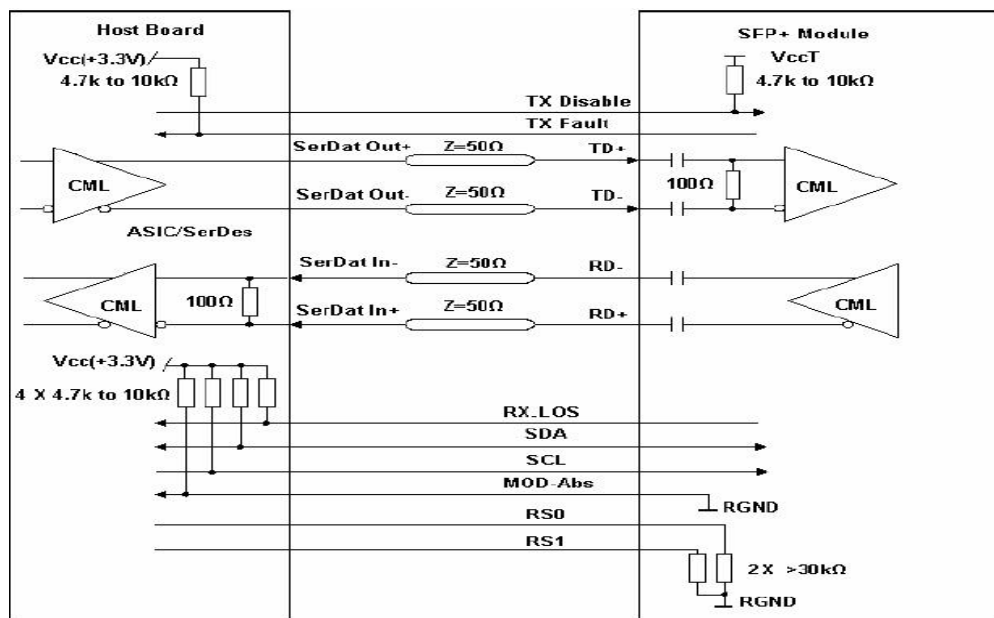 Host Board
SFP+ Module
Vcc(+3.3V)
VccT
4.7k to 10kΩ
4.7k to 10kΩ
TX Disable
TX Fault
SerDat Out+
Z=50Ω
TD+
CML
100Ω
CML
SerDat Out-
Z=50Ω
TD-
ASIC/SerDes
SerDat In-
Z=50Ω
RD-
CML
100Ω
SerDat In+
Z=50Ω
RD+
CML
Vcc(+3.3V)
4 X 4.7k to 10kΩ
RX-LOS
SDA
SCL
MOD-Abs
RGND
RS0
RS1
2X >30kΩ
RGND